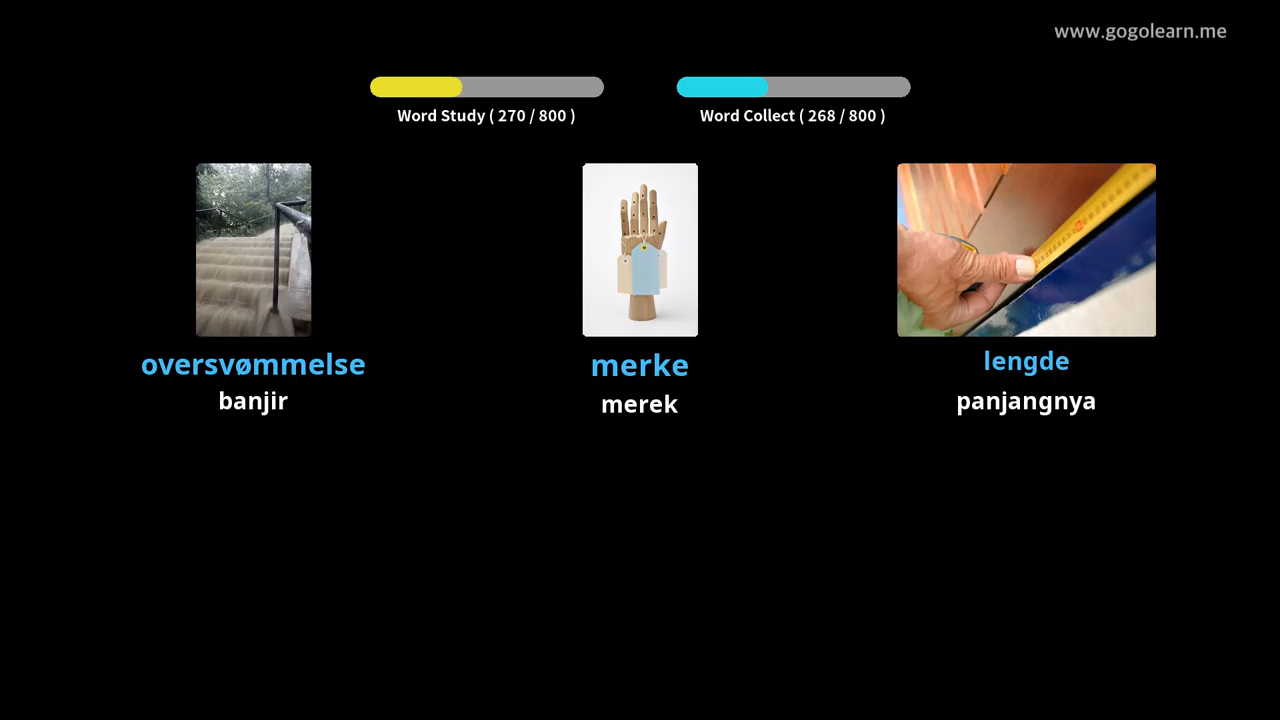 www.gogolearn.me
Word Study ( 270 / 800 )
Word Collect ( 268 / 800 )
oversvømmelse
banjir
merke
merek
lengde
panjangnya